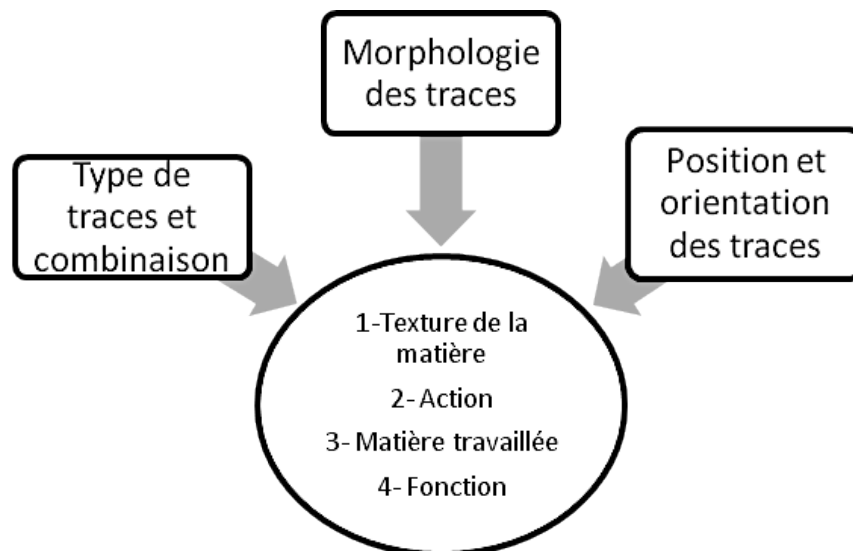 Morphologie
des traces
Type de
traces et
combinaison
Position et
orientation
des traces
1-Texture de la
matière
2- Action
3- Matière travaillée
4- Fonction